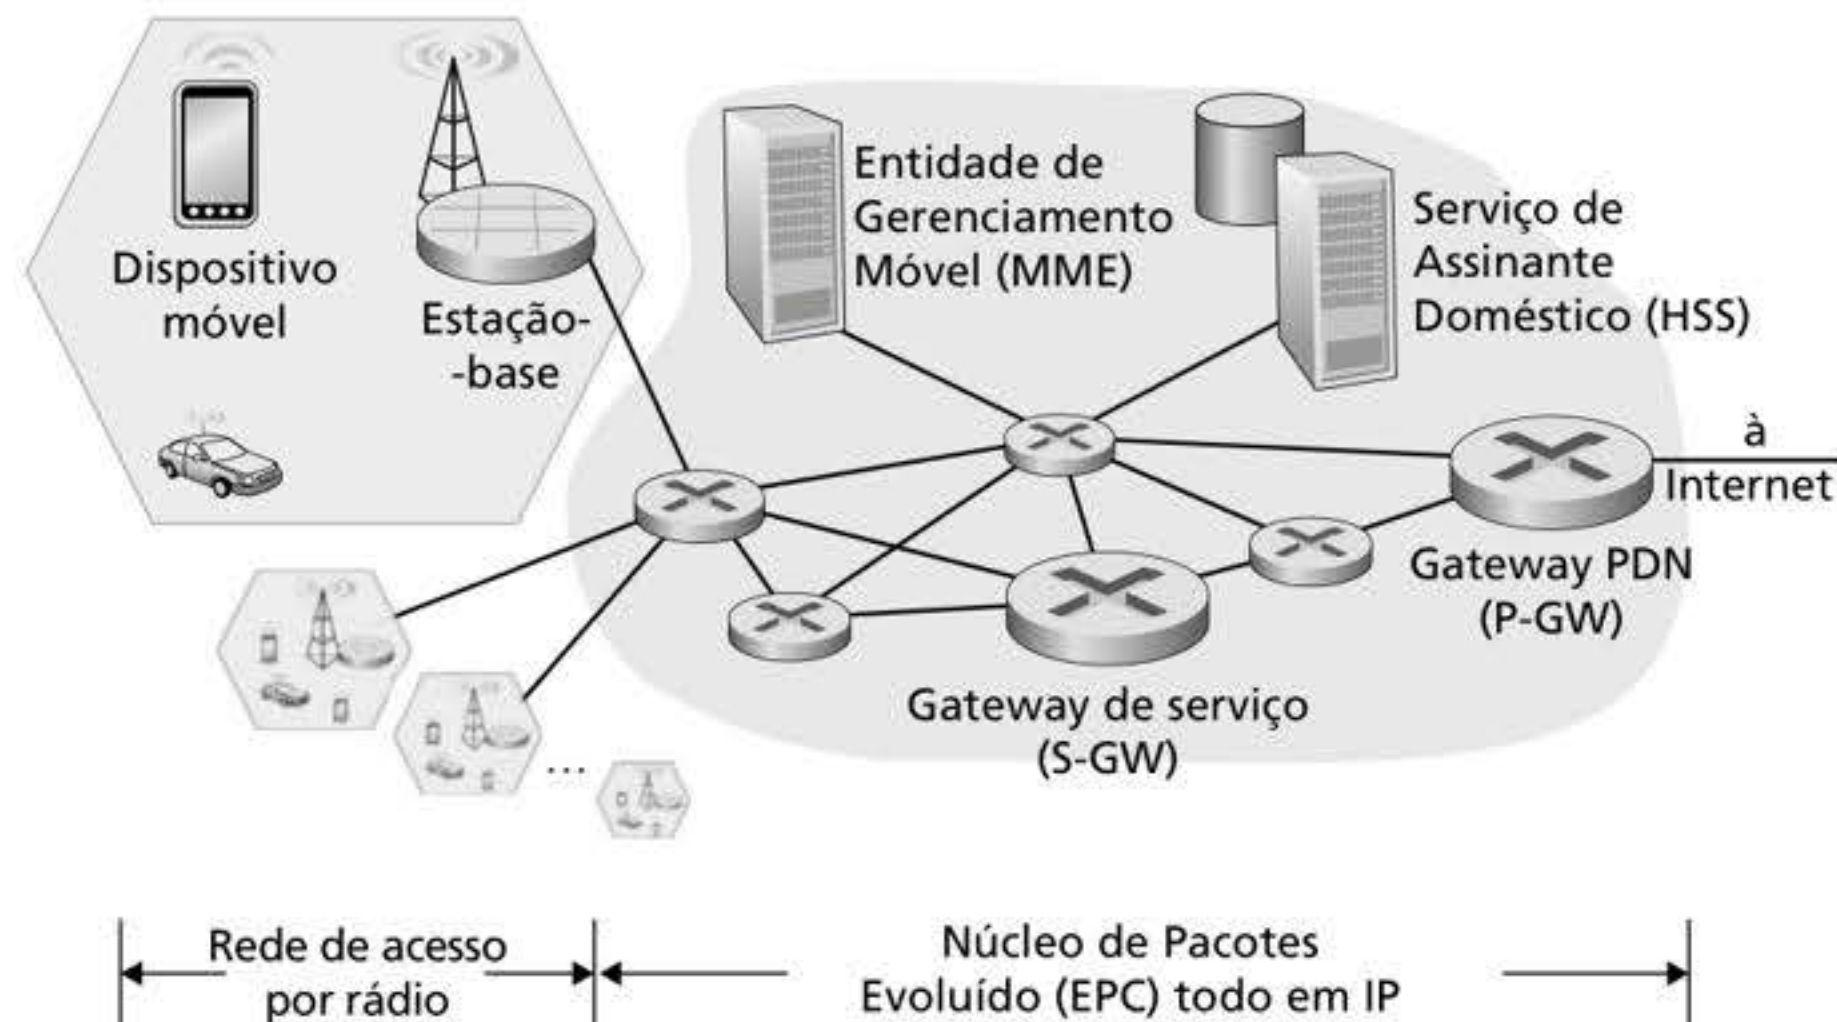 Dispositivo
móvel
Estação-
-base
Entidade de
Gerenciamento
Móvel (MME)
Serviço de
Assinante
Doméstico (HSS)
à
Internet
Gateway PDN
(P-GW)
Gateway de serviço
(S-GW)
...
Rede de acesso
por rádio
Núcleo de Pacotes
Evoluído (EPC) todo em IP